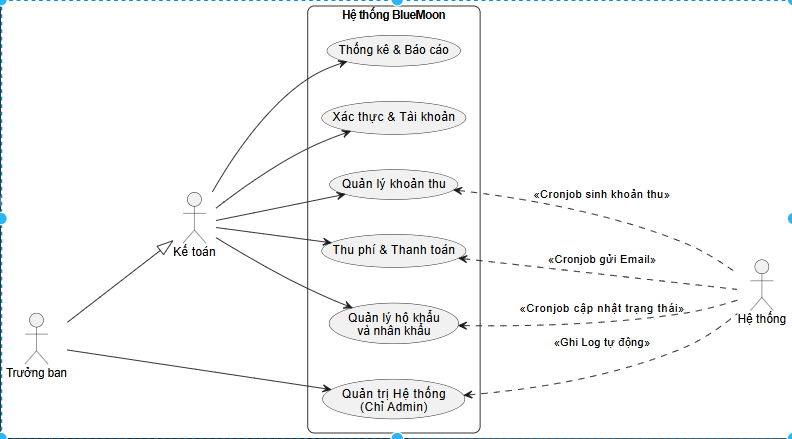 Hệ thống BlueMoon
Thống kê & Báo cáo
Xác thực & Tài khoản
Quản lý khoản thu
«Cronjob sinh khoản thu»
Kế toán
Thu phí & Thanh toán
«Cronjob gửi Email»
Quản lý hộ khẩu
và nhân khẩu
«Cronjob cập nhật trạng thái»
Hệ thống
«Ghi Log tự động»
Trưởng ban
Quản trị Hệ thống
(Chỉ Admin)